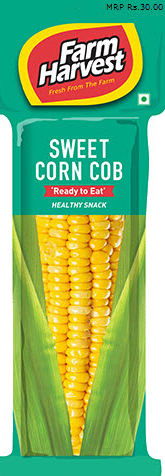 MRP Rs.30.00
Farm
Harvest
Fresh From The Farm
SWEET
CORN COB
'Ready to Eat'
HEALTHY SNACK